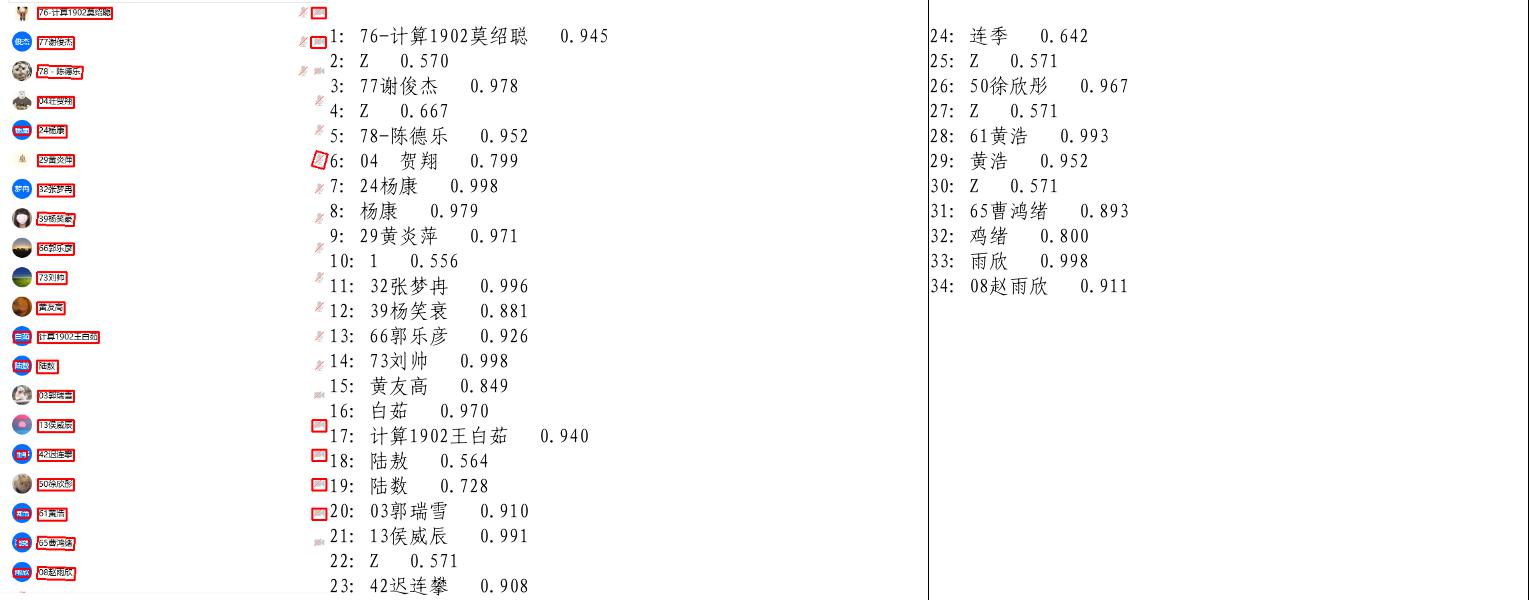 76-计算1902莫绍聪
俊杰 77谢俊杰
78 - 陈德乐
04庄贺翔
杨康 24杨康
29黄炎萍
梦冉 32张梦冉
39杨笑
66郭乐彦
73刘帅
黄友高
白茹 计算1902王白茹
陆敖 陆敖
03郭瑞雪
13侯威辰
42迟连攀
50徐欣彤
61黄浩
65曹鸿绪
雨欣 08赵雨欣
1: 76-计算1902莫绍聪 0.945
2: Z 0.570
3: 77谢俊杰 0.978
4: Z 0.667
5: 78-陈德乐 0.952
6: 04 贺翔 0.799
7: 24杨康 0.998
8: 杨康 0.979
9: 29黄炎萍 0.971
10: 1 0.556
11: 32张梦冉 0.996
12: 39杨笑衰 0.881
13: 66郭乐彦 0.926
14: 73刘帅 0.998
15: 黄友高 0.849
16: 白茹 0.970
17: 计算1902王白茹 0.940
18: 陆敖 0.564
19: 陆数 0.728
20: 03郭瑞雪 0.910
21: 13侯威辰 0.991
22: Z 0.571
23: 42迟连攀 0.908
24: 连季 0.642
25: Z 0.571
26: 50徐欣彤 0.967
27: Z 0.571
28: 61黄浩 0.993
29: 黄浩 0.952
30: Z 0.571
31: 65曹鸿绪 0.893
32: 鸡绪 0.800
33: 雨欣 0.998
34: 08赵雨欣 0.911